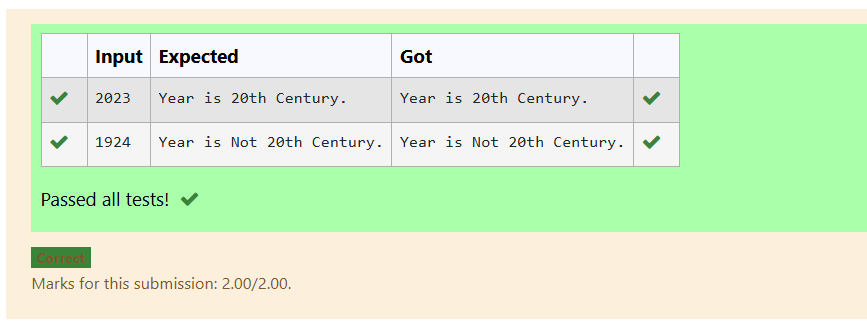 Input Expected Got
2023 Year is 20th Century. Year is 20th Century.
1924 Year is Not 20th Century. Year is Not 20th Century.
Passed all tests!
Correct
Marks for this submission: 2.00/2.00.